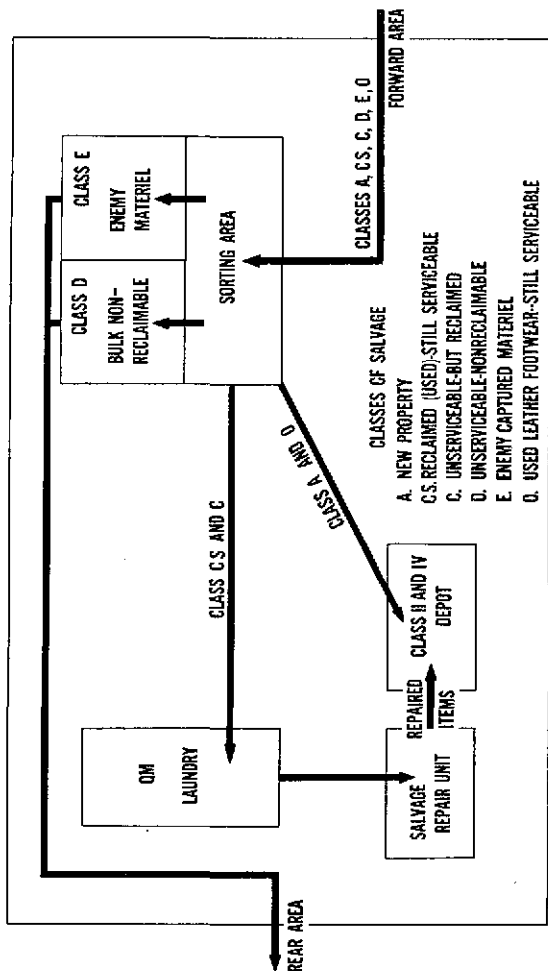 CLASS D
CLASS E
BULK NON-
RECLAIMABLE
ENEMY
MATERIEL
SORTING AREA
QM
LAUNDRY
CLASS CS AND C
CLASSES A, CS, C, D, E, O
CLASS A AND O
REAR AREA
FORWARD AREA
SALVAGE
REPAIR UNIT
REPAIRED
ITEMS
CLASS II AND IV
DEPOT
CLASSES OF SALVAGE
A. NEW PROPERTY
C.S. RECLAIMED (USED)-STILL SERVICEABLE
C. UNSERVICEABLE-BUT RECLAIMED
D. UNSERVICEABLE-NONRECLAIMABLE
E. ENEMY CAPTURED MATERIEL
O. USED LEATHER FOOTWEAR--STILL SERVICEABLE